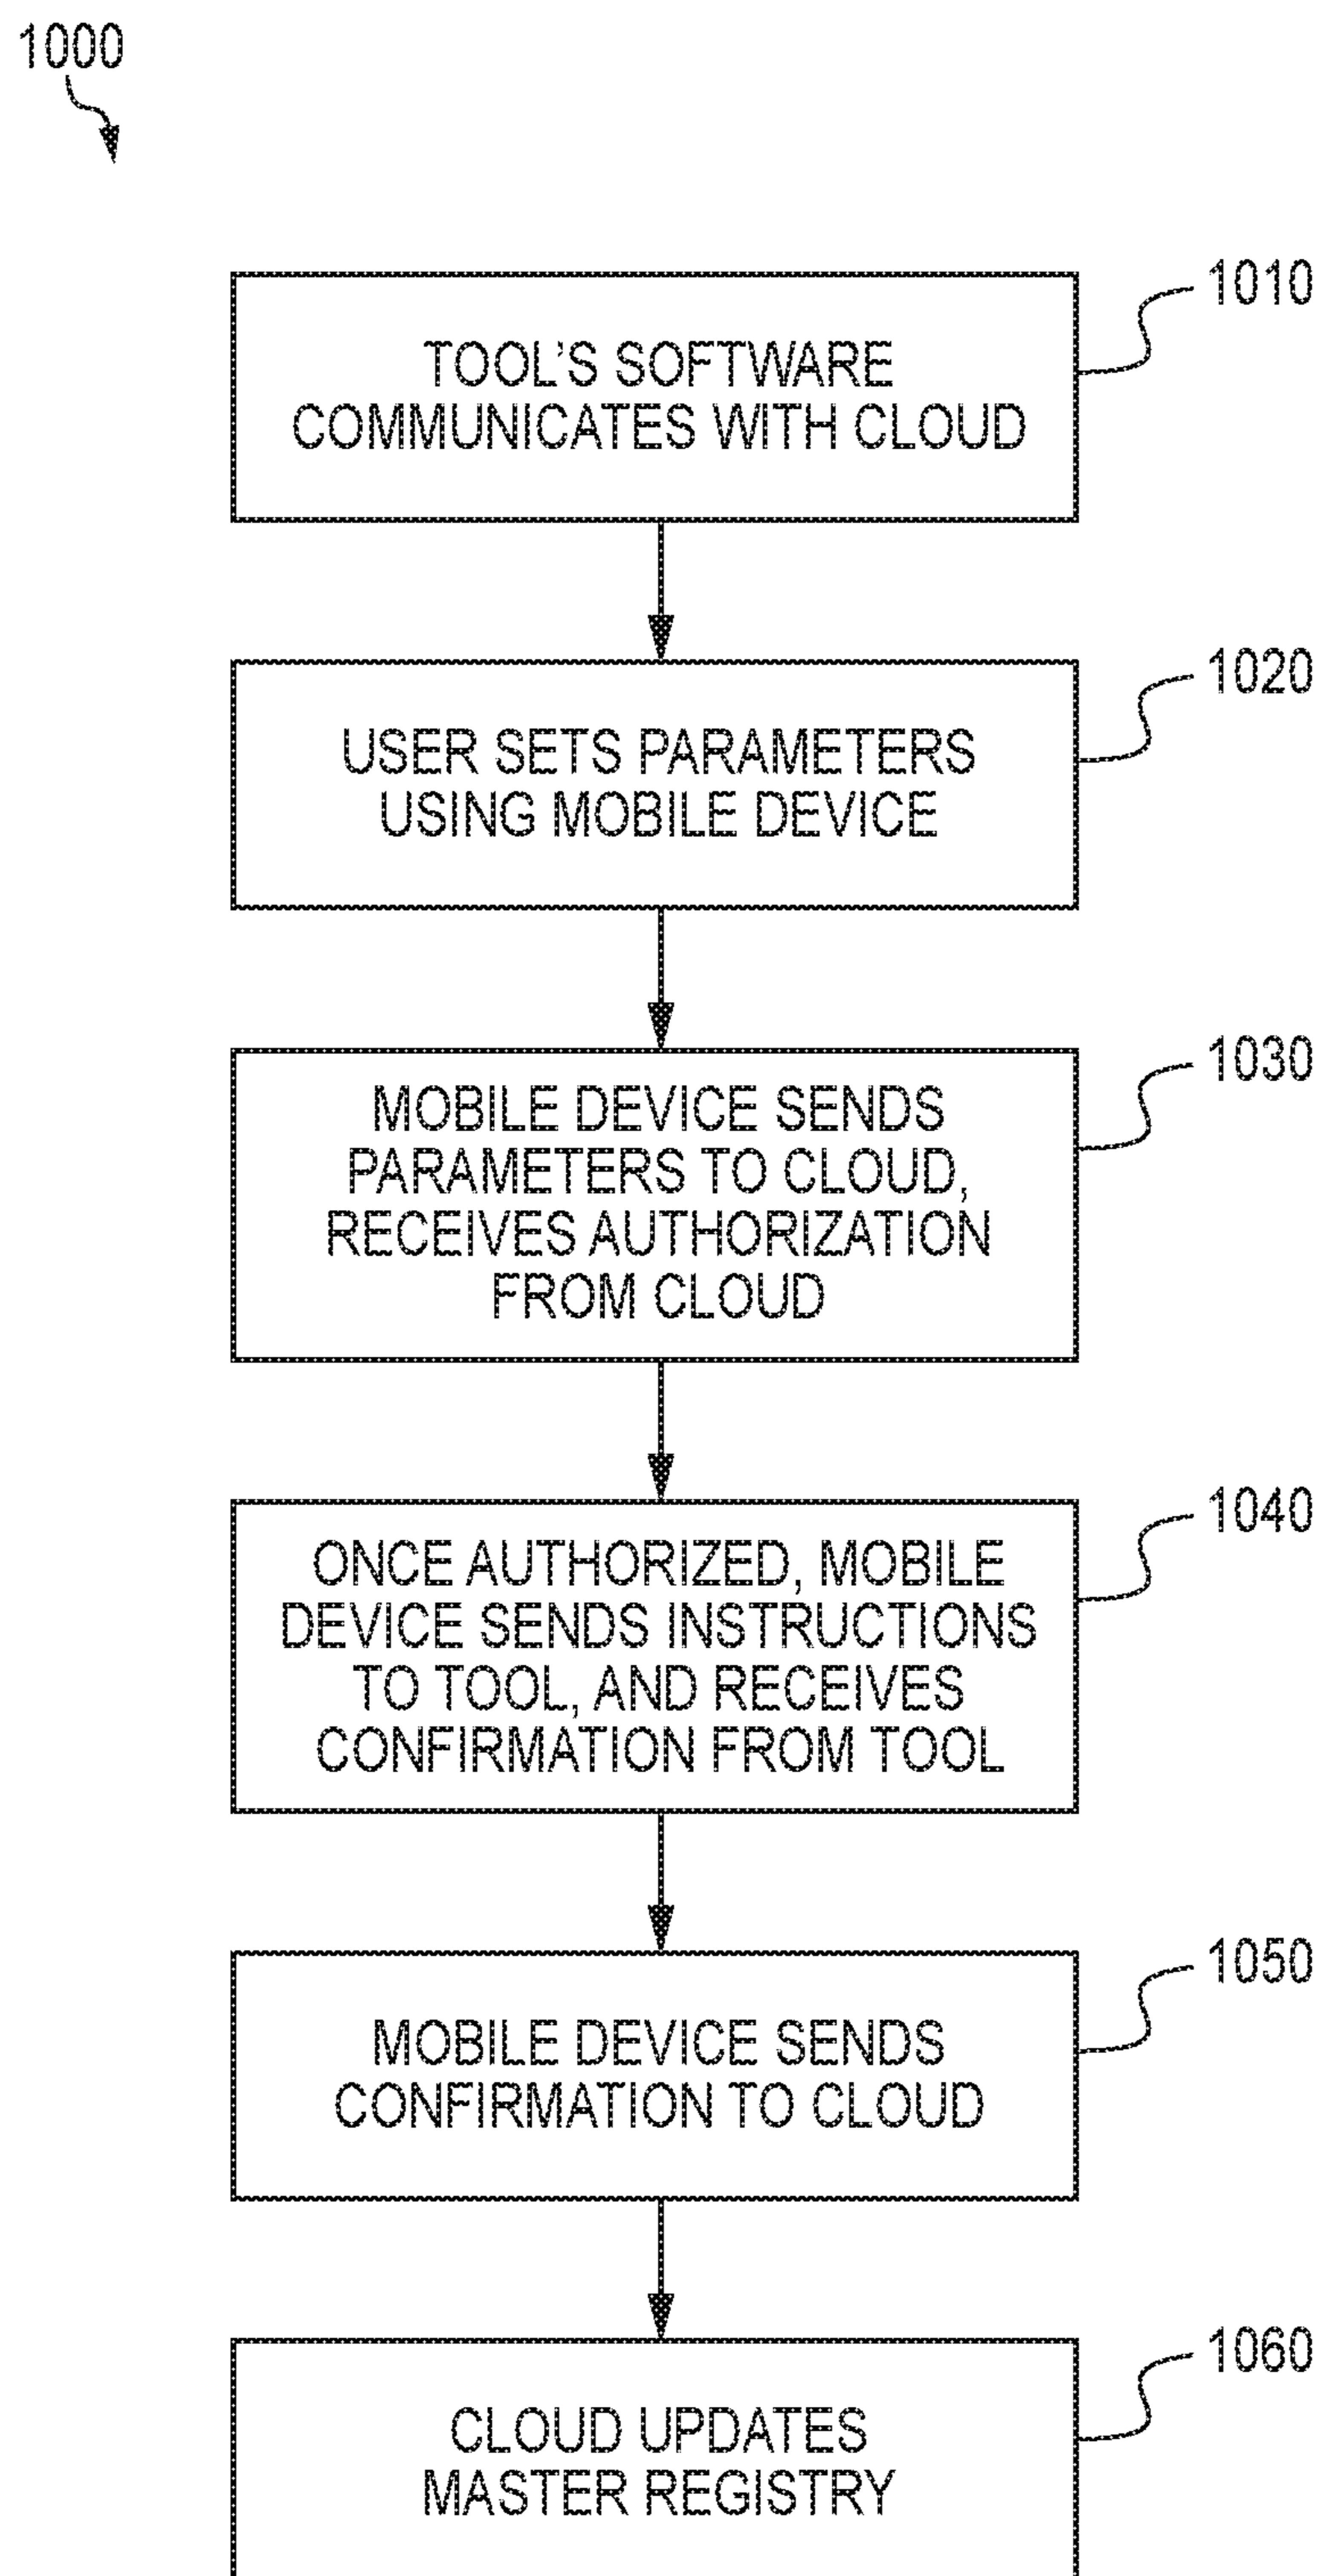 1000
TOOL'S SOFTWARE
COMMUNICATES WITH CLOUD
1010
USER SETS PARAMETERS
USING MOBILE DEVICE
1020
MOBILE DEVICE SENDS
PARAMETERS TO CLOUD,
RECEIVES AUTHORIZATION
FROM CLOUD
1030
ONCE AUTHORIZED, MOBILE
DEVICE SENDS INSTRUCTIONS
TO TOOL, AND RECEIVES
CONFIRMATION FROM TOOL
1040
MOBILE DEVICE SENDS
CONFIRMATION TO CLOUD
1050
CLOUD UPDATES
MASTER REGISTRY
1060